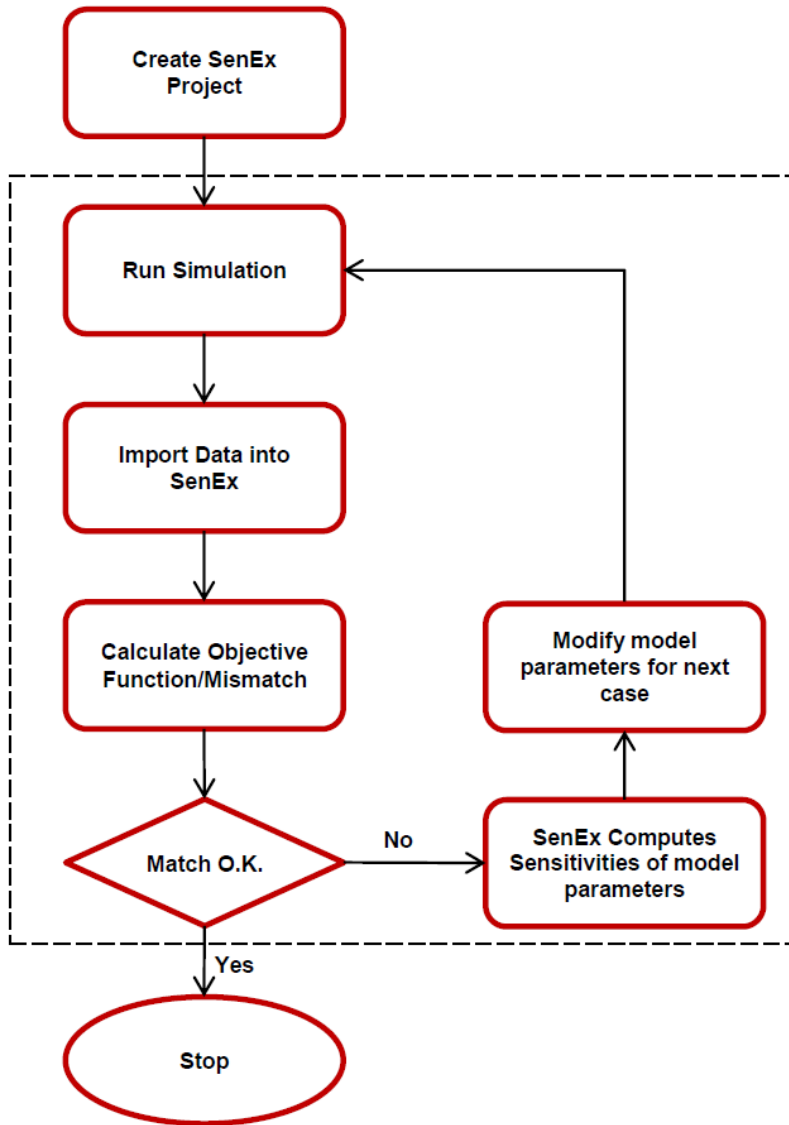 Create SenEx
Project
Run Simulation
Import Data into
SenEx
Calculate Objective
Function/Mismatch
Modify model
parameters for next
case
Match O.K.
No
SenEx Computes
Sensitivities of model
parameters
Yes
Stop